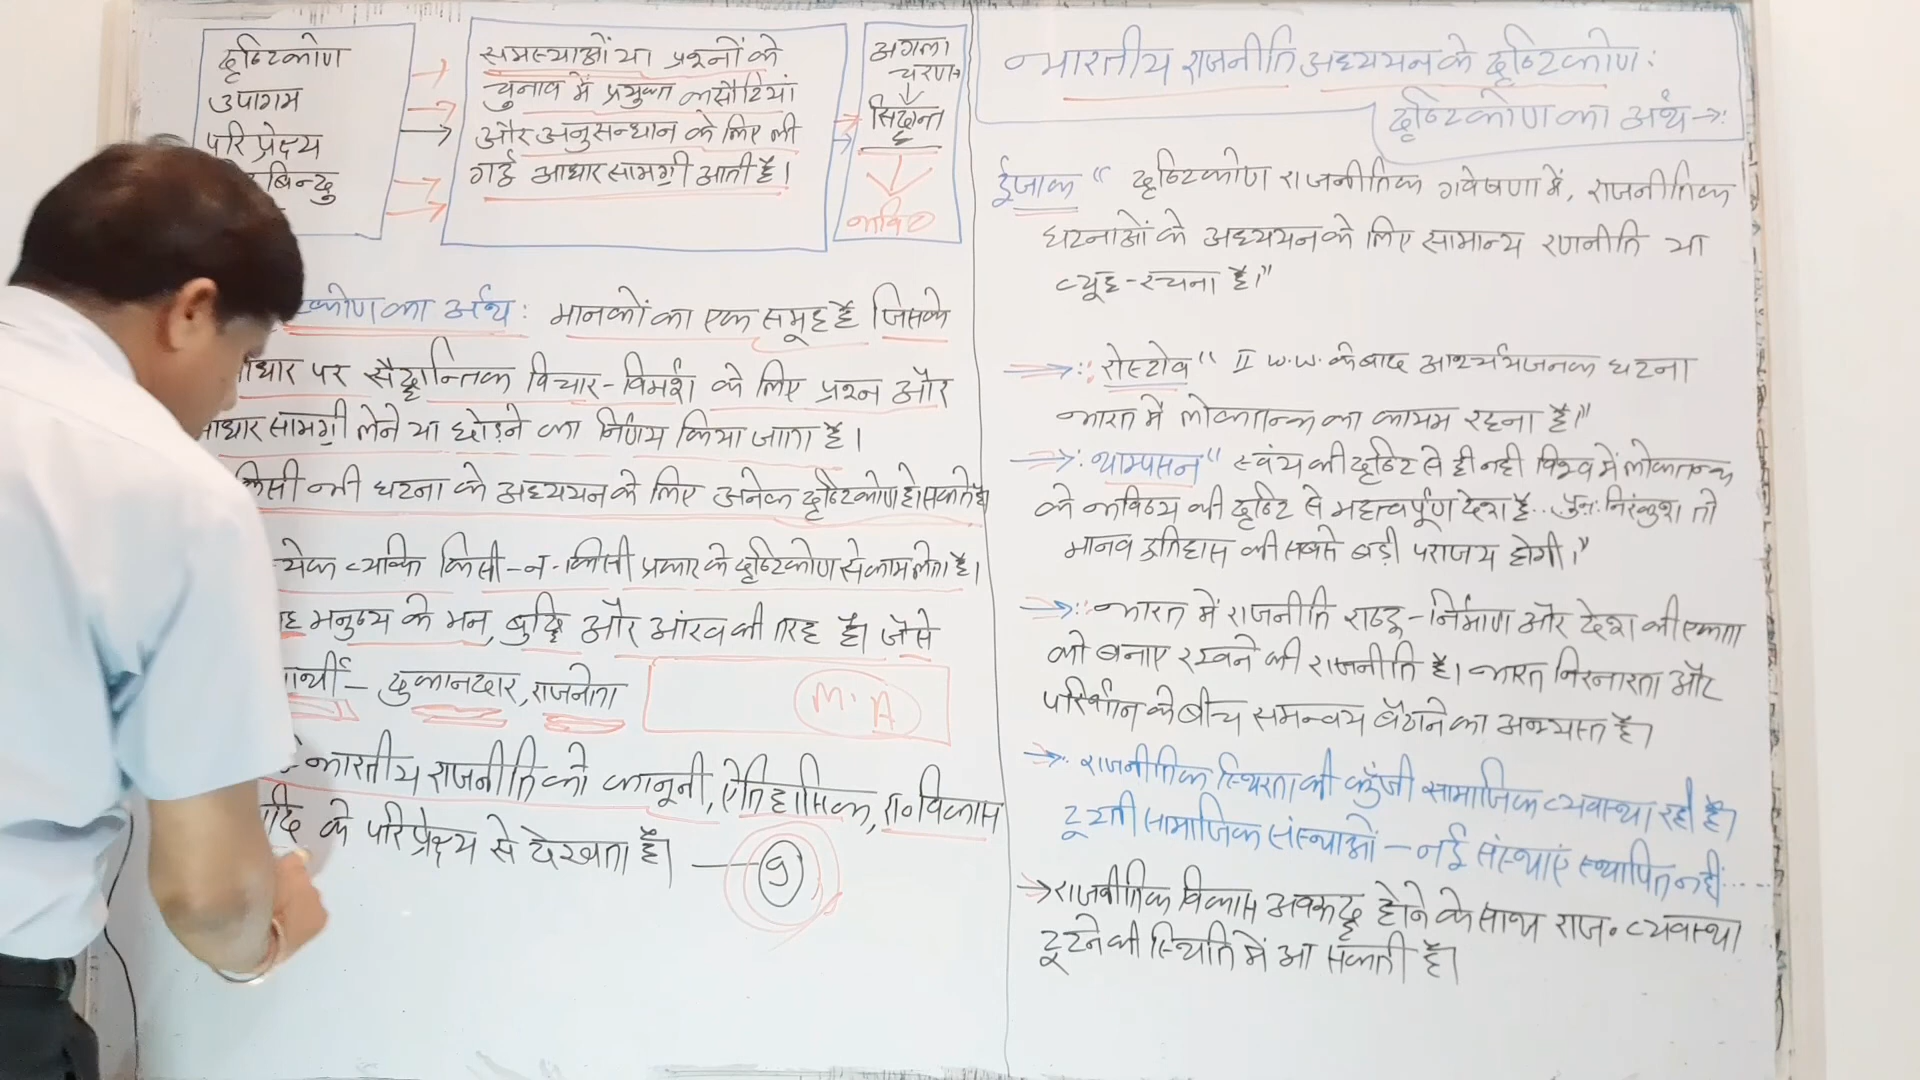 दृष्टिकोण
उपागम
परिप्रेक्ष्य
बिन्दु
समस्याओं या प्रश्नों के
चुनाव में प्रयुक्त कसौटियां
और अनुसन्धान के लिए ली
गई आधार सामग्री आती है।
अगला
चरण
सिद्धान्त
भविष्य
कोण का अर्थ : मानकों का एक समूह है जिसके
आधार पर सैद्धान्तिक विचार-विमर्श के लिए प्रश्न और
आधार सामग्री लेने या छोड़ने का निर्णय किया जाता है।
किसी भी घटना के अध्ययन के लिए अनेक दृष्टिकोण हो सकते है।
येक व्यक्ति किसी-न-किसी प्रकार के दृष्टिकोण से काम लेता है।
यह मनुष्य के मन, बुद्धि और आंख की तरह है। जैसे
ार्थी - दुकानदार, राजनेता
M.A
भारतीय राजनीति को कानूनी, ऐतिहासिक, रा० विकास
आदि के परिप्रेक्ष्य से देखता है। — 9
भारतीय राजनीति अध्ययन के दृष्टिकोण :
दृष्टिकोण का अर्थ →:
ईजाक " दृष्टिकोण राजनीतिक गवेषणा में, राजनीतिक
घटनाओं के अध्ययन के लिए सामान्य रणनीति या
व्यूह-रचना है।"
→: रोस्टोव " II W.W. के बाद आश्चर्यजनक घटना
भारत में लोकतन्त्र का कायम रहना है।"
→: थाम्पसन " स्वंय की दृष्टि से ही नही विश्व में लोकतन्त्र
के भविष्य की दृष्टि से महत्वपूर्ण देश है.. पुन: निरंकुश तो
मानव इतिहास की सबसे बड़ी पराजय होगी।"
→: भारत में राजनीति राष्ट्र-निर्माण और देश की एकता
को बनाए रखने की राजनीति है। भारत निरन्तरता और
परिवर्तन के बीच समन्वय बैठाने का अभ्यस्त है।
→: राजनीतिक स्थिरता की कुँजी सामाजिक व्यवस्था रही है।
टूटती सामाजिक संस्थाओं - नई संस्थाएं स्थापित नहीं....
→ राजनीतिक विकास अवरूद्ध होने के साथ राज० व्यवस्था
टूटने की स्थिति में आ सकती है।